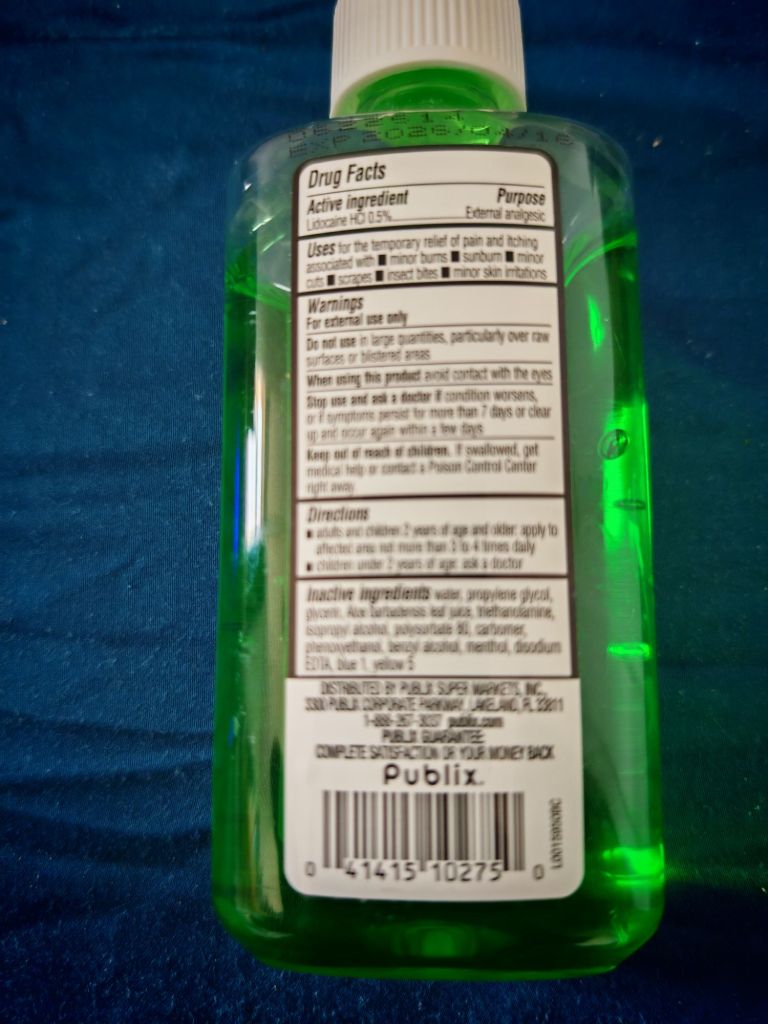 EXP 2026/04/16
Drug Facts
Active ingredient Purpose
Lidocaine HCl 0.5% External analgesic
Uses for the temporary relief of pain and itching
associated with ■ minor burns ■ sunburn ■ minor
cuts ■ scrapes ■ insect bites ■ minor skin irritations
Warnings
For external use only
Do not use in large quantities, particularly over raw
surfaces or blistered areas
When using this product avoid contact with the eyes
Stop use and ask a doctor if condition worsens,
or if symptoms persist for more than 7 days or clear
up and occur again within a few days
Keep out of reach of children. If swallowed, get
medical help or contact a Poison Control Center
right away.
Directions
■ adults and children 2 years of age and older: apply to
affected area not more than 3 to 4 times daily
■ children under 2 years of age: ask a doctor
Inactive ingredients water, propylene glycol,
glycerin, Aloe barbadensis leaf juice, triethanolamine,
isopropyl alcohol, polysorbate 80, carbomer,
phenoxyethanol, benzyl alcohol, menthol, disodium
EDTA, blue 1, yellow 5
DISTRIBUTED BY PUBLIX SUPER MARKETS, INC.,
3300 PUBLIX CORPORATE PARKWAY, LAKELAND, FL 33811
1-888-267-3037 publix.com
PUBLIX GUARANTEE:
COMPLETE SATISFACTION OR YOUR MONEY BACK
Publix.
0 41415 10275 0